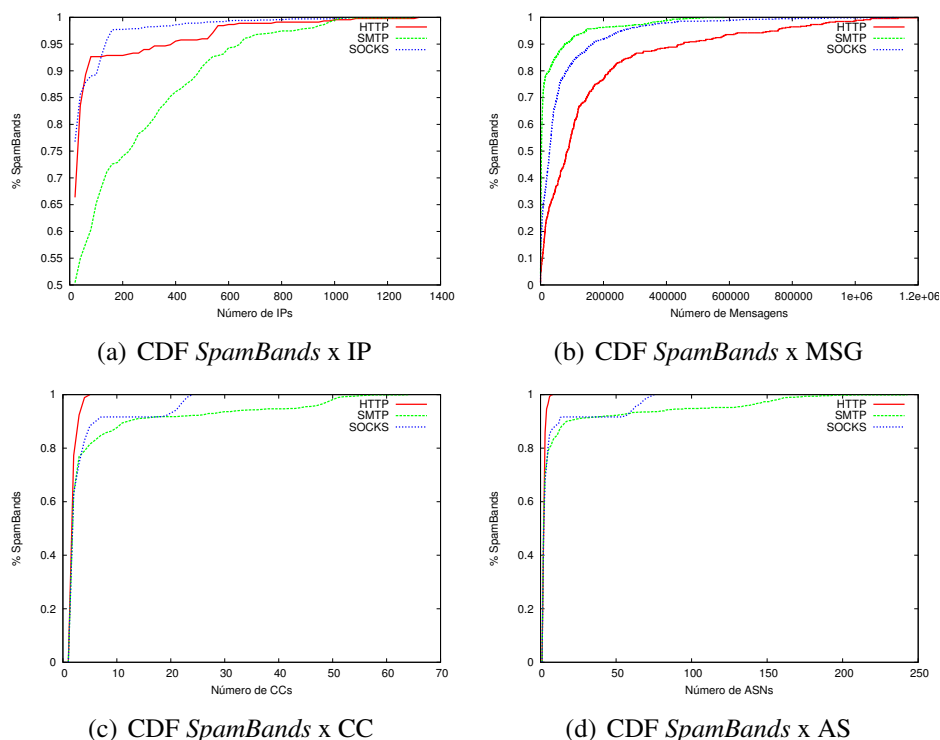 1
0.95
0.9
0.85
0.8
0.75
0.7
0.65
0.6
0.55
0.5
% SpamBands
0 200 400 600 800 1000 1200 1400
Número de IPs
HTTP
SMTP
SOCKS
(a) CDF SpamBands x IP
1
0.9
0.8
0.7
0.6
0.5
0.4
0.3
0.2
0.1
0
% SpamBands
0 200000 400000 600000 800000 1e+06 1.2e+06
Número de Mensagens
HTTP
SMTP
SOCKS
(b) CDF SpamBands x MSG
1
0.8
0.6
0.4
0.2
0
% SpamBands
0 10 20 30 40 50 60 70
Número de CCs
HTTP
SMTP
SOCKS
(c) CDF SpamBands x CC
1
0.8
0.6
0.4
0.2
0
% SpamBands
0 50 100 150 200 250
Número de ASNs
HTTP
SMTP
SOCKS
(d) CDF SpamBands x AS